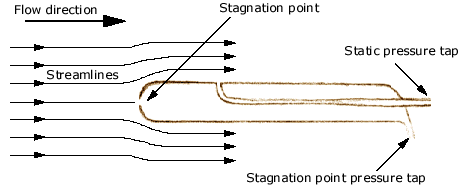 Flow direction
Stagnation point
Static pressure tap
Streamlines
Stagnation point pressure tap